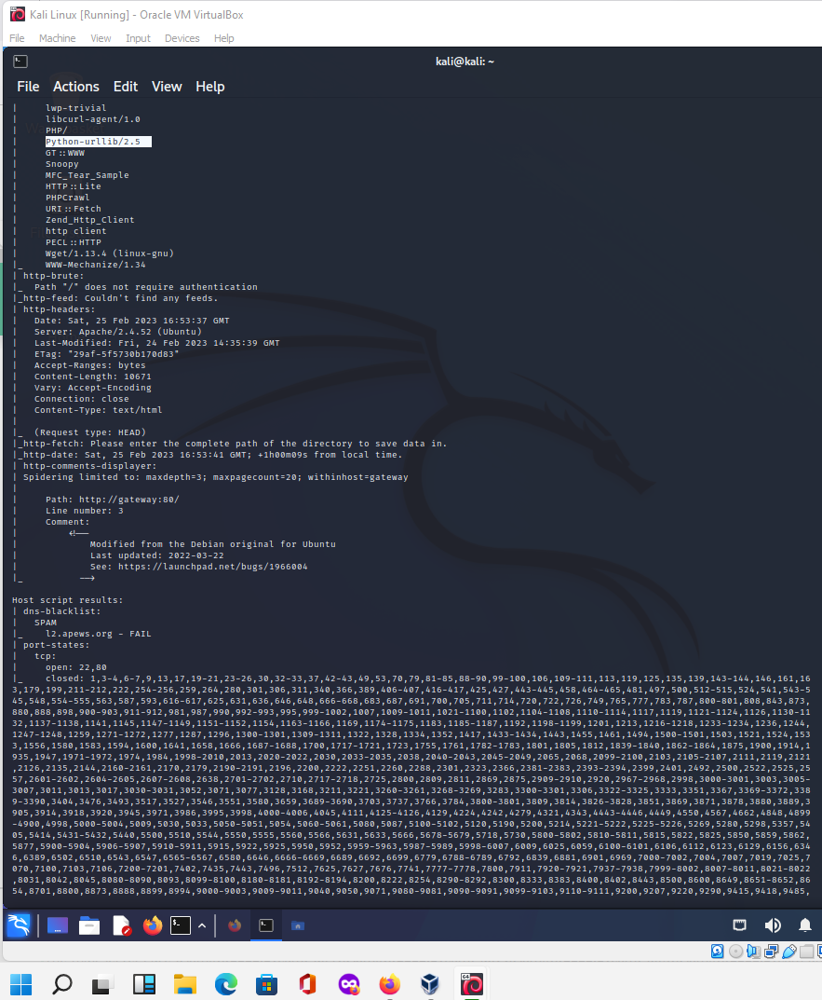 Kali Linux [Running] - Oracle VM VirtualBox
File Machine View Input Devices Help
kali@kali: ~
File Actions Edit View Help
| lwp-trivial
| libcurl-agent/1.0
| PHP/
| Python-urllib/2.5
| GT::WWW
| Snoopy
| MFC_Tear_Sample
| HTTP::Lite
| PHPCrawl
| URI::Fetch
| Zend_Http_Client
| http client
| PECL::HTTP
| Wget/1.13.4 (linux-gnu)
|_ WWW-Mechanize/1.34
| http-brute:
|_ Path "/" does not require authentication
|_http-feed: Couldn't find any feeds.
| http-headers:
| Date: Sat, 25 Feb 2023 16:53:37 GMT
| Server: Apache/2.4.52 (Ubuntu)
| Last-Modified: Fri, 24 Feb 2023 14:35:39 GMT
| ETag: "29af-5f5730b170d83"
| Accept-Ranges: bytes
| Content-Length: 10671
| Vary: Accept-Encoding
| Connection: close
| Content-Type: text/html
|
|_ (Request type: HEAD)
|_http-fetch: Please enter the complete path of the directory to save data in.
|_http-date: Sat, 25 Feb 2023 16:53:41 GMT; +1h00m09s from local time.
| http-comments-displayer:
| Spidering limited to: maxdepth=3; maxpagecount=20; withinhost=gateway
|
| Path: http://gateway:80/
| Line number: 3
| Comment:
| <!--
| Modified from the Debian original for Ubuntu
| Last updated: 2022-03-22
| See: https://launchpad.net/bugs/1966004
|_ -->
Host script results:
| dns-blacklist:
| SPAM
|_ l2.apews.org - FAIL
| port-states:
| tcp:
| open: 22,80
|_ closed: 1,3-4,6-7,9,13,17,19-21,23-26,30,32-33,37,42-43,49,53,70,79,81-85,88-90,99-100,106,109-111,113,119,125,135,139,143-144,146,161,16
3,179,199,211-212,222,254-256,259,264,280,301,306,311,340,366,389,406-407,416-417,425,427,443-445,458,464-465,481,497,500,512-515,524,541,543-5
45,548,554-555,563,587,593,616-617,625,631,636,646,648,666-668,683,687,691,700,705,711,714,720,722,726,749,765,777,783,787,800-801,808,843,873,
880,888,898,900-903,911-912,981,987,990,992-993,995,999-1002,1007,1009-1011,1021-1100,1102,1104-1108,1110-1114,1117,1119,1121-1124,1126,1130-11
32,1137-1138,1141,1145,1147-1149,1151-1152,1154,1163-1166,1169,1174-1175,1183,1185-1187,1192,1198-1199,1201,1213,1216-1218,1233-1234,1236,1244,
1247-1248,1259,1271-1272,1277,1287,1296,1300-1301,1309-1311,1322,1328,1334,1352,1417,1433-1434,1443,1455,1461,1494,1500-1501,1503,1521,1524,153
3,1556,1580,1583,1594,1600,1641,1658,1666,1687-1688,1700,1717-1721,1723,1755,1761,1782-1783,1801,1805,1812,1839-1840,1862-1864,1875,1900,1914,1
935,1947,1971-1972,1974,1984,1998-2010,2013,2020-2022,2030,2033-2035,2038,2040-2043,2045-2049,2065,2068,2099-2100,2103,2105-2107,2111,2119,2121
,2126,2135,2144,2160-2161,2170,2179,2190-2191,2196,2200,2222,2251,2260,2288,2301,2323,2366,2381-2383,2393-2394,2399,2401,2492,2500,2522,2525,25
57,2601-2602,2604-2605,2607-2608,2638,2701-2702,2710,2717-2718,2725,2800,2809,2811,2869,2875,2909-2910,2920,2967-2968,2998,3000-3001,3003,3005-
3007,3011,3013,3017,3030-3031,3052,3071,3077,3128,3168,3211,3221,3260-3261,3268-3269,3283,3300-3301,3306,3322-3325,3333,3351,3367,3369-3372,338
9-3390,3404,3476,3493,3517,3527,3546,3551,3580,3659,3689-3690,3703,3737,3766,3784,3800-3801,3809,3814,3826-3828,3851,3869,3871,3878,3880,3889,3
905,3914,3918,3920,3945,3971,3986,3995,3998,4000-4006,4045,4111,4125-4126,4129,4224,4242,4279,4321,4343,4443-4446,4449,4550,4567,4662,4848,4899
-4900,4998,5000-5004,5009,5030,5033,5050-5051,5054,5060-5061,5080,5087,5100-5102,5120,5190,5200,5214,5221-5222,5225-5226,5269,5280,5298,5357,54
05,5414,5431-5432,5440,5500,5510,5544,5550,5555,5560,5566,5631,5633,5666,5678-5679,5718,5730,5800-5802,5810-5811,5815,5822,5825,5850,5859,5862,
5877,5900-5904,5906-5907,5910-5911,5915,5922,5925,5950,5952,5959-5963,5987-5989,5998-6007,6009,6025,6059,6100-6101,6106,6112,6123,6129,6156,634
6,6389,6502,6510,6543,6547,6565-6567,6580,6646,6666-6669,6689,6692,6699,6779,6788-6789,6792,6839,6881,6901,6969,7000-7002,7004,7007,7019,7025,7
070,7100,7103,7106,7200-7201,7402,7435,7443,7496,7512,7625,7627,7676,7741,7777-7778,7800,7911,7920-7921,7937-7938,7999-8002,8007-8011,8021-8022
,8031,8042,8045,8080-8090,8093,8099-8100,8180-8181,8192-8194,8200,8222,8254,8290-8292,8300,8333,8383,8400,8402,8443,8500,8600,8649,8651-8652,86
54,8701,8800,8873,8888,8899,8994,9000-9003,9009-9011,9040,9050,9071,9080-9081,9090-9091,9099-9103,9110-9111,9200,9207,9220,9290,9415,9418,9485,